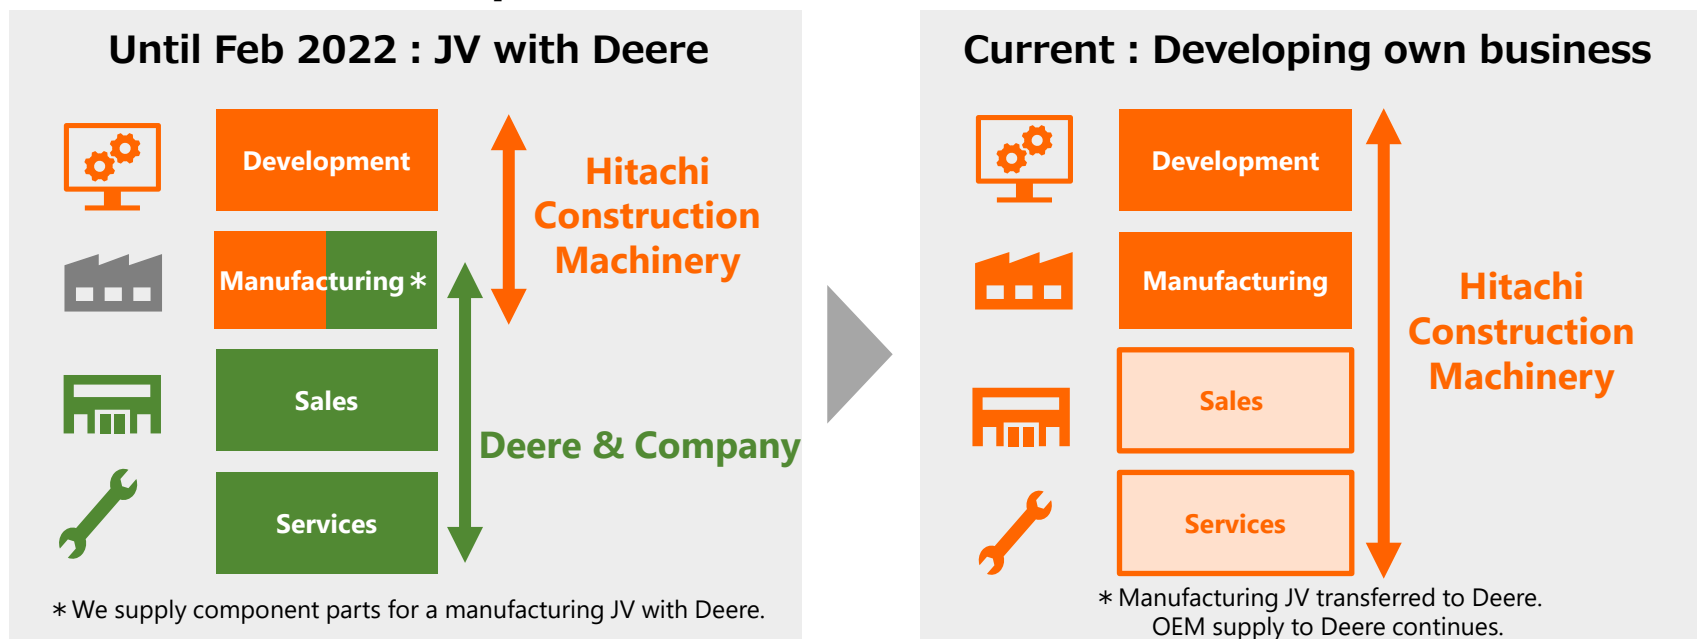 Until Feb 2022 : JV with Deere
Development
Hitachi
Construction
Machinery
Manufacturing＊
Sales
Deere & Company
Services
＊We supply component parts for a manufacturing JV with Deere.
Current : Developing own business
Development
Manufacturing
Hitachi
Construction
Machinery
Sales
Services
＊Manufacturing JV transferred to Deere.
OEM supply to Deere continues.